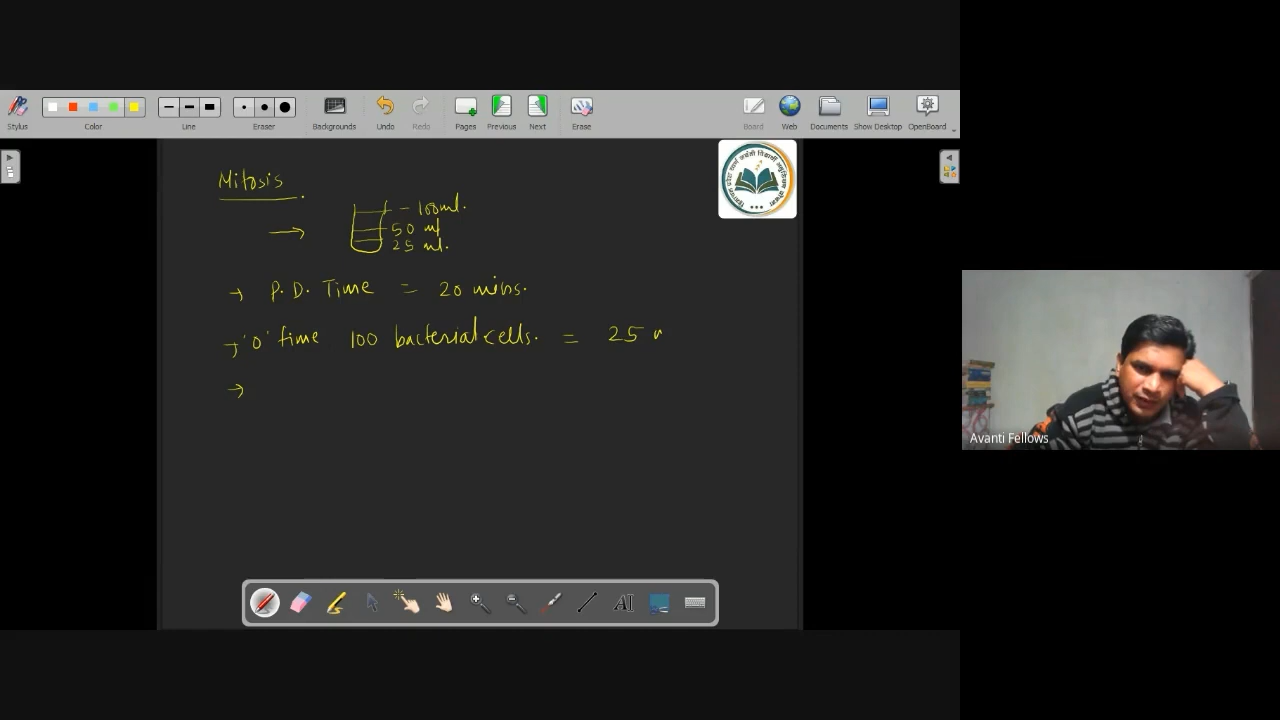 Stylus
Color
Line
Eraser
Backgrounds
Undo
Redo
Pages
Previous
Next
Erase
Board
Web
Documents
Show Desktop
OpenBoard
Mitosis
→ - 100ml.
50 ml
25 ml.
→ P.D. Time = 20 mins.
→ '0' time 100 bacterial cells. = 25
→
Avanti Fellows
AI